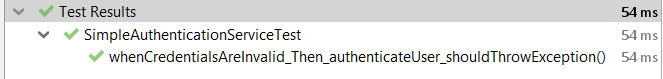 Test Results 54 ms
SimpleAuthenticationServiceTest 54 ms
whenCredentialsAreInvalid_Then_authenticateUser_shouldThrowException() 54 ms